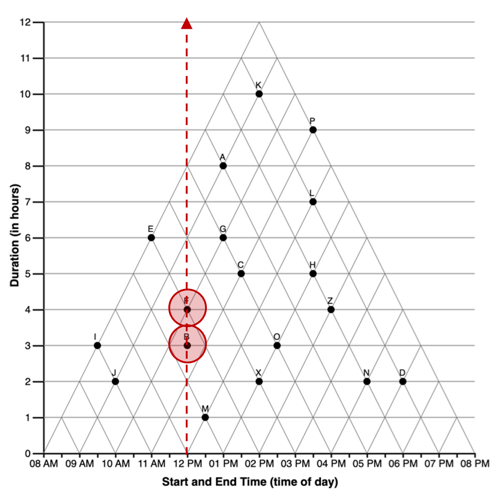 12
11
K
10
P
9
A
8
L
7
E
G
6
C
H
5
F
Z
4
I
B
O
3
J
X
N
D
2
M
1
0
08 AM 09 AM 10 AM 11 AM 12 PM 01 PM 02 PM 03 PM 04 PM 05 PM 06 PM 07 PM 08 PM
Start and End Time (time of day)
Duration (in hours)